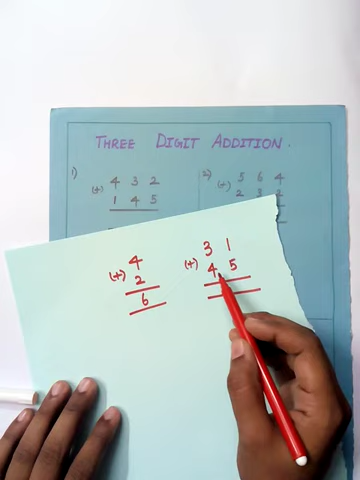 THREE DIGIT ADDITION.
1)
4 3 2
(+) 1 4 5
2)
5 6 4
(+) 2
4
(+) 2
6
3 1
(+) 4 5